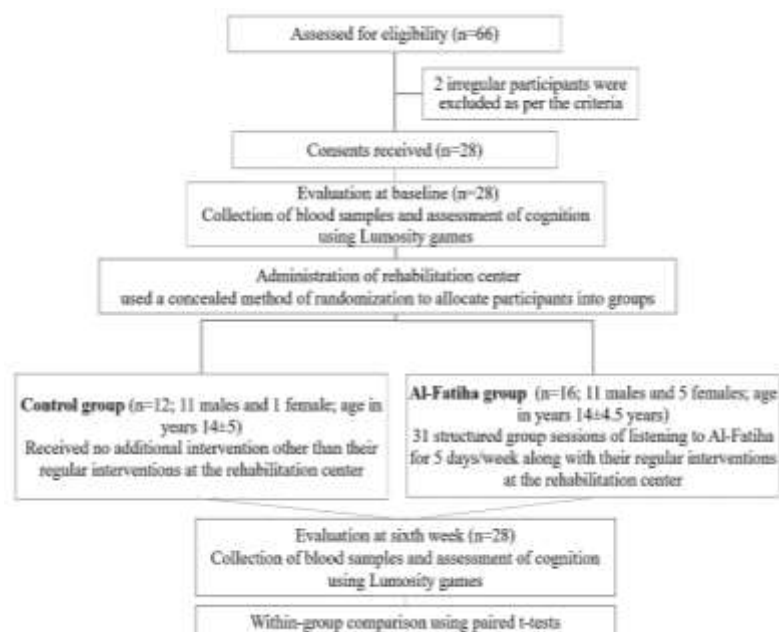 Assessed for eligibility (n=66)
2 irregular participants were
excluded as per the criteria
Consents received (n=28)
Evaluation at baseline (n=28)
Collection of blood samples and assessment of cognition
using Lumosity games
Administration of rehabilitation center
used a concealed method of randomization to allocate participants into groups
Control group (n=12; 11 males and 1 female; age in
years 14±5)
Received no additional intervention other than their
regular interventions at the rehabilitation center
Al-Fatiha group (n=16; 11 males and 5 females; age
in years 14±4.5 years)
31 structured group sessions of listening to Al-Fatiha
for 5 days/week along with their regular interventions
at the rehabilitation center
Evaluation at sixth week (n=28)
Collection of blood samples and assessment of cognition
using Lumosity games
Within-group comparison using paired t-tests